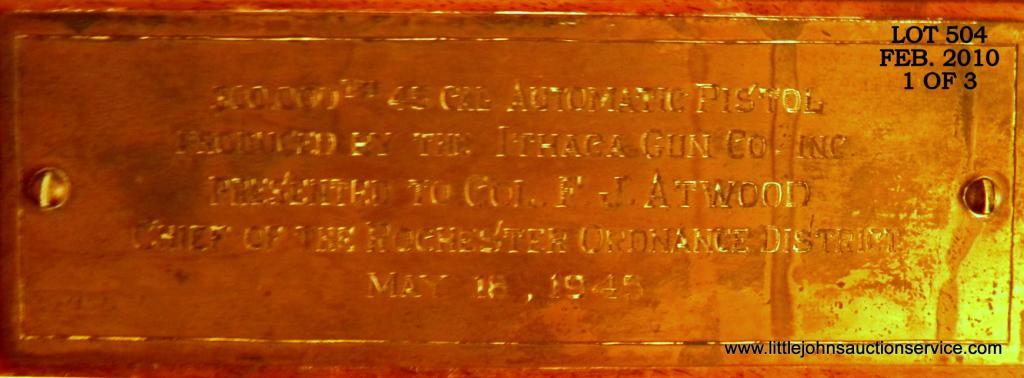 LOT 504
FEB. 2010
1 OF 3
300,000TH 45 CAL AUTOMATIC PISTOL
PRODUCED BY THE ITHACA GUN CO INC
PRESENTED TO COL. F. J. ATWOOD
CHIEF OF THE ROCHESTER ORDNANCE DISTRICT
MAY 18, 1945
www.littlejohnsauctionservice.com